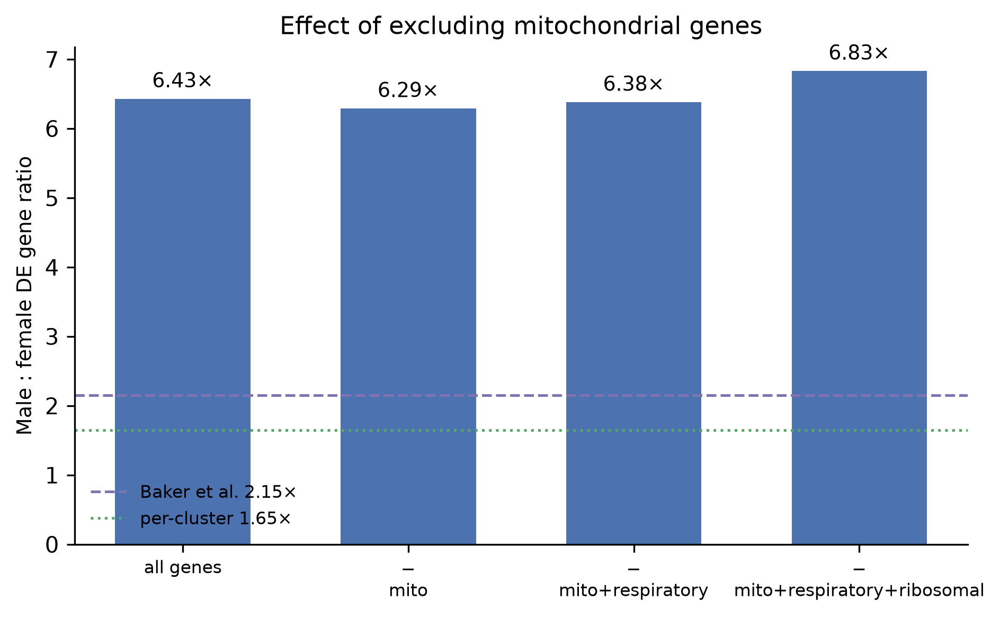 Effect of excluding mitochondrial genes
Male : female DE gene ratio
7
6
5
4
3
2
1
0
6.43×
6.29×
6.38×
6.83×
Baker et al. 2.15×
per-cluster 1.65×
all genes
−
mito
−
mito+respiratory
−
mito+respiratory+ribosomal